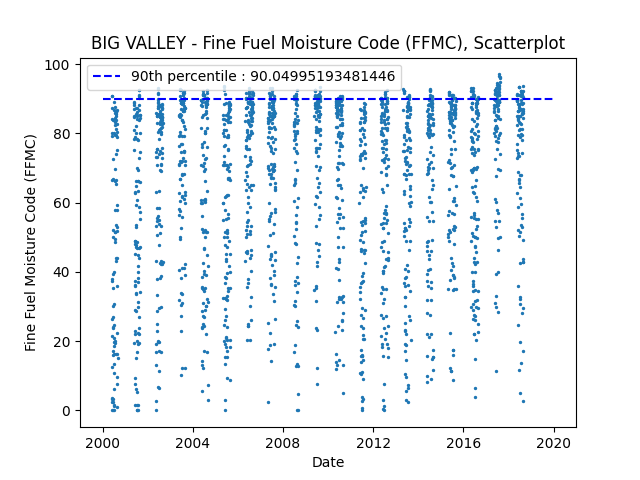 BIG VALLEY - Fine Fuel Moisture Code (FFMC), Scatterplot
90th percentile : 90.04995193481446
100
80
60
40
20
0
Fine Fuel Moisture Code (FFMC)
2000 2004 2008 2012 2016 2020
Date